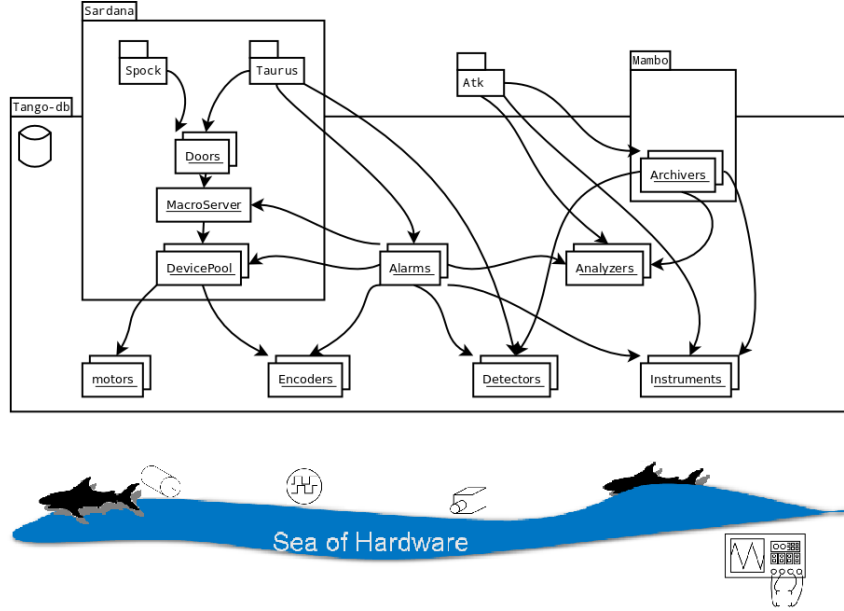 Sardana
Spock
Taurus
Atk
Mambo
Tango-db
Doors
Archivers
MacroServer
DevicePool
Alarms
Analyzers
motors
Encoders
Detectors
Instruments
Sea of Hardware